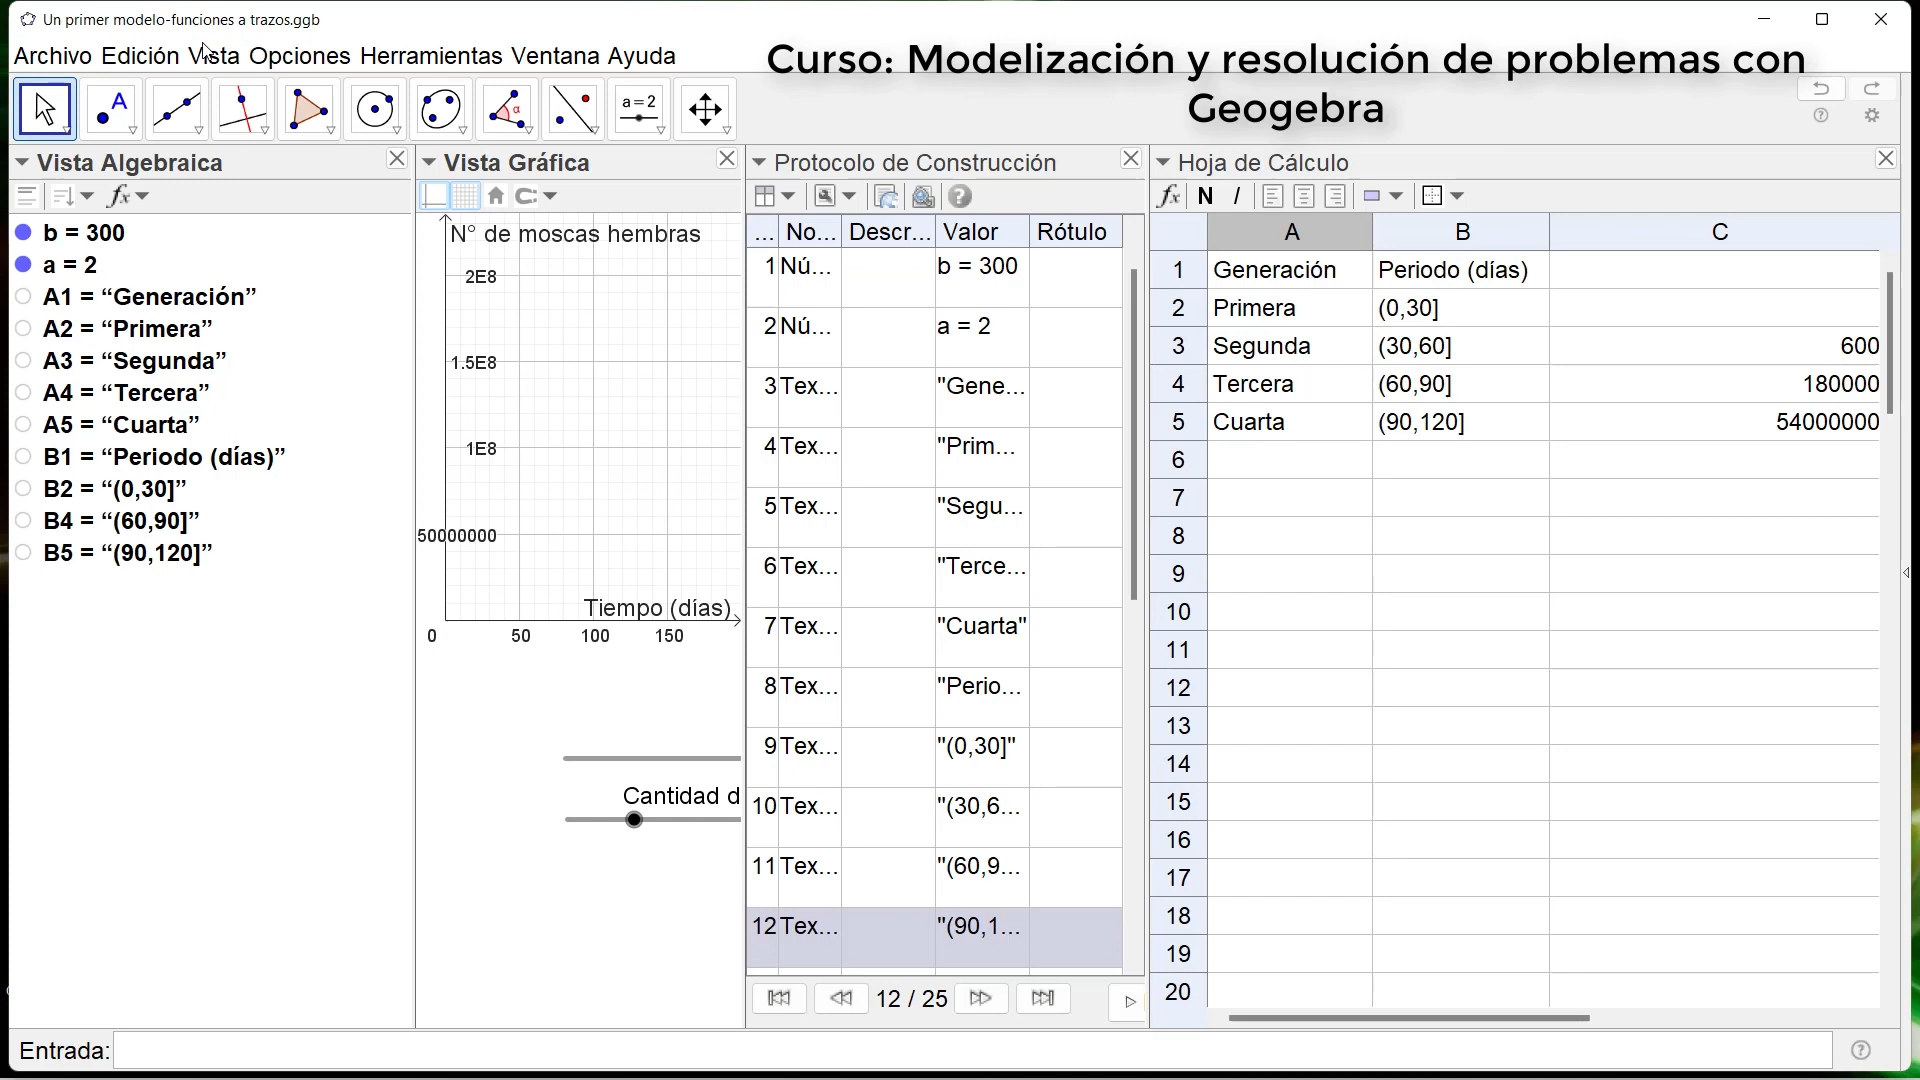 Un primer modelo-funciones a trazos.ggb
Archivo Edición Vista Opciones Herramientas Ventana Ayuda
Curso: Modelización y resolución de problemas con
Geogebra
A
α
a=2
Vista Algebraica
Vista Gráfica
Protocolo de Construcción
Hoja de Cálculo
fx
fx N I
b = 300
a = 2
A1 = “Generación”
A2 = “Primera”
A3 = “Segunda”
A4 = “Tercera”
A5 = “Cuarta”
B1 = “Periodo (días)”
B2 = “(0,30]”
B4 = “(60,90]”
B5 = “(90,120]”
N° de moscas hembras
2E8
1.5E8
1E8
50000000
Tiempo (días)
0 50 100 150
Cantidad d
... No... Descr... Valor Rótulo
1 Nú... b = 300
2 Nú... a = 2
3 Tex... "Gene...
4 Tex... "Prim...
5 Tex... "Segu...
6 Tex... "Terce...
7 Tex... "Cuarta"
8 Tex... "Perio...
9 Tex... "(0,30]"
10 Tex... "(30,6...
11 Tex... "(60,9...
12 Tex... "(90,1...
12 / 25
A B C
1 Generación Periodo (días)
2 Primera (0,30]
3 Segunda (30,60] 600
4 Tercera (60,90] 180000
5 Cuarta (90,120] 54000000
6
7
8
9
10
11
12
13
14
15
16
17
18
19
20
Entrada: